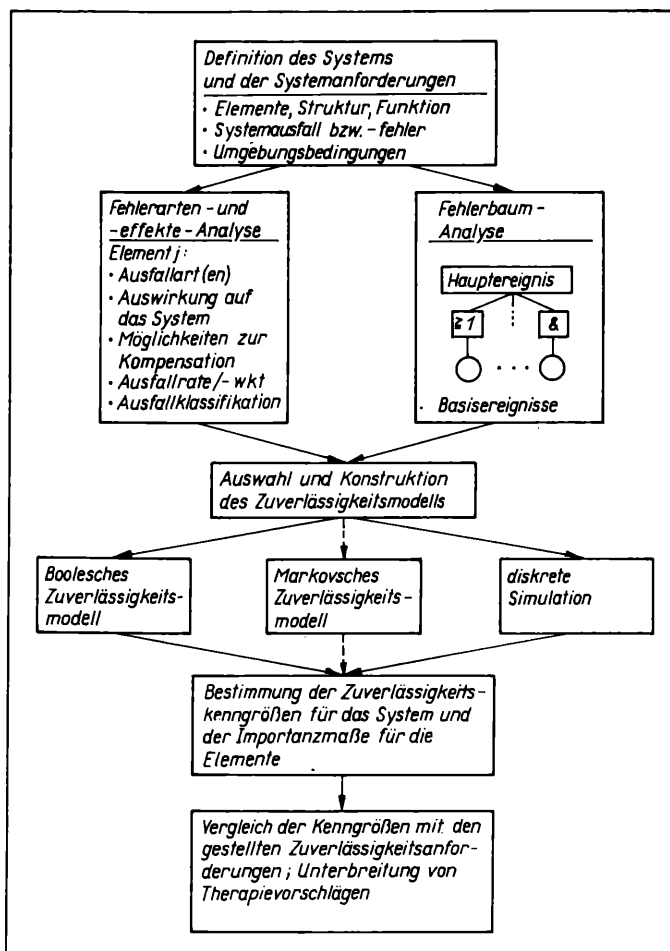 Definition des Systems
und der Systemanforderungen
· Elemente, Struktur, Funktion
· Systemausfall bzw. -fehler
· Umgebungsbedingungen
Fehlerarten - und
-effekte - Analyse
Element j:
· Ausfallart(en)
· Auswirkung auf
das System
· Möglichkeiten zur
Kompensation
· Ausfallrate/-wkt
· Ausfallklassifikation
Fehlerbaum -
Analyse
Hauptereignis
≧1
&
Basisereignisse
Auswahl und Konstruktion
des Zuverlässigkeitsmodells
Boolesches
Zuverlässigkeits-
modell
Markovsches
Zuverlässigkeits-
modell
diskrete
Simulation
Bestimmung der Zuverlässigkeits-
kenngrößen für das System und
der Importanzmaße für die
Elemente
Vergleich der Kenngrößen mit den
gestellten Zuverlässigkeitsanfor-
derungen; Unterbreitung von
Therapievorschlägen